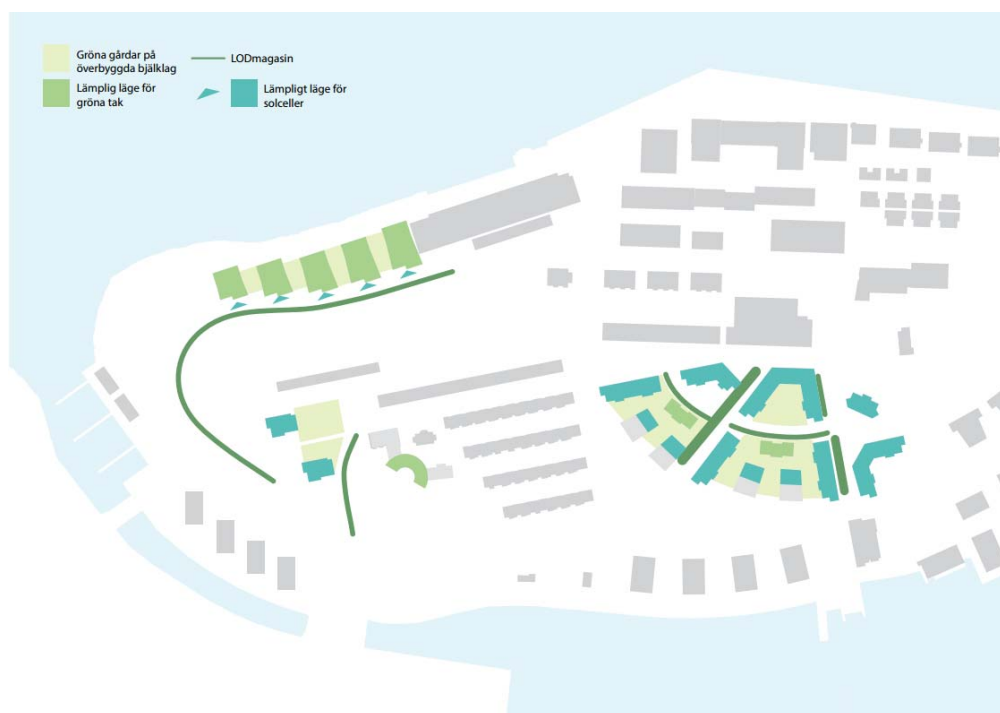 Gröna gårdar på
överbyggda bjälklag
Lämplig läge för
gröna tak
LODmagasin
Lämpligt läge för
solceller